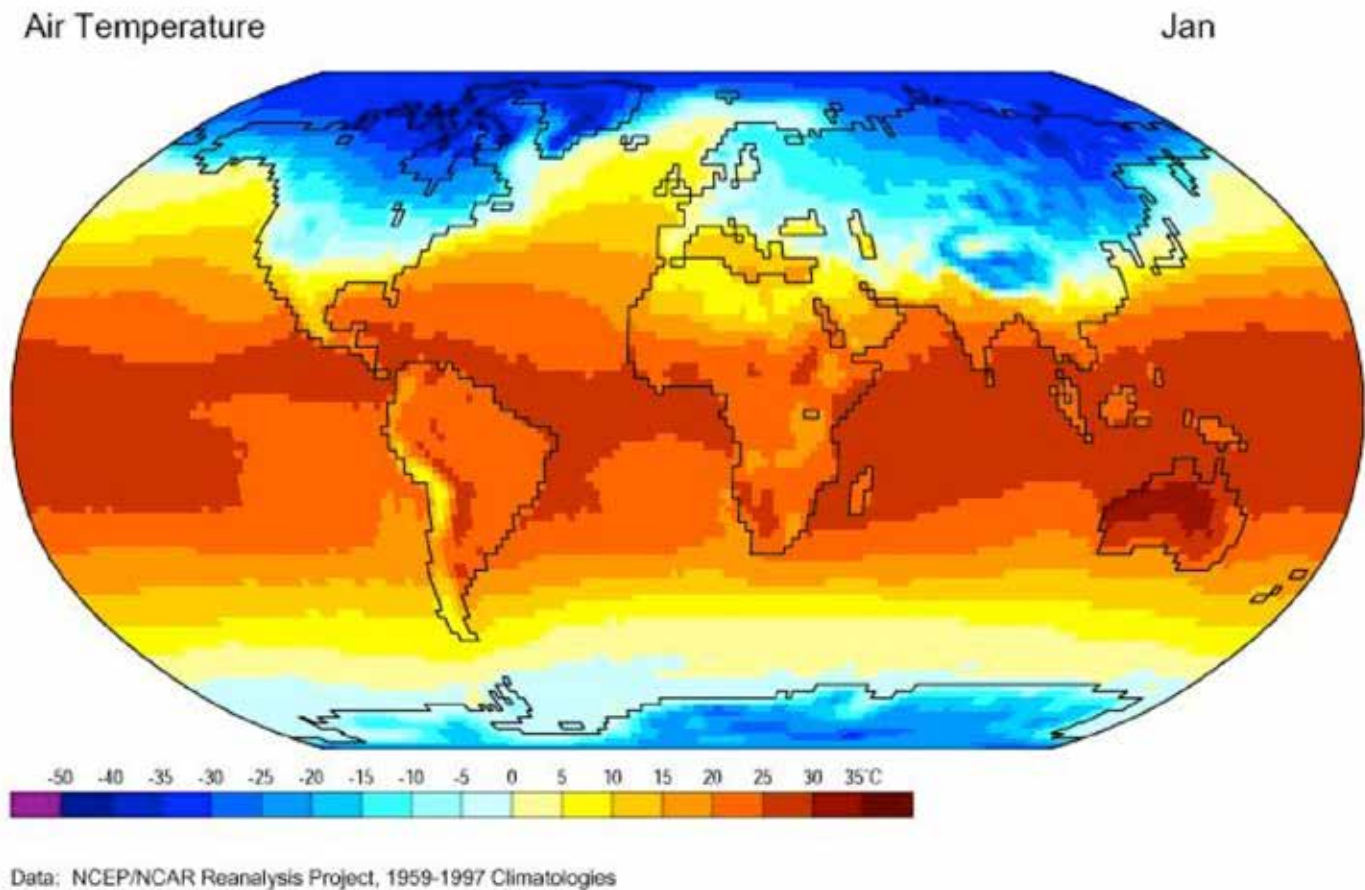 Air Temperature
Jan
-50 -40 -35 -30 -25 -20 -15 -10 -5 0 5 10 15 20 25 30 35°C
Data: NCEP/NCAR Reanalysis Project, 1959-1997 Climatologies